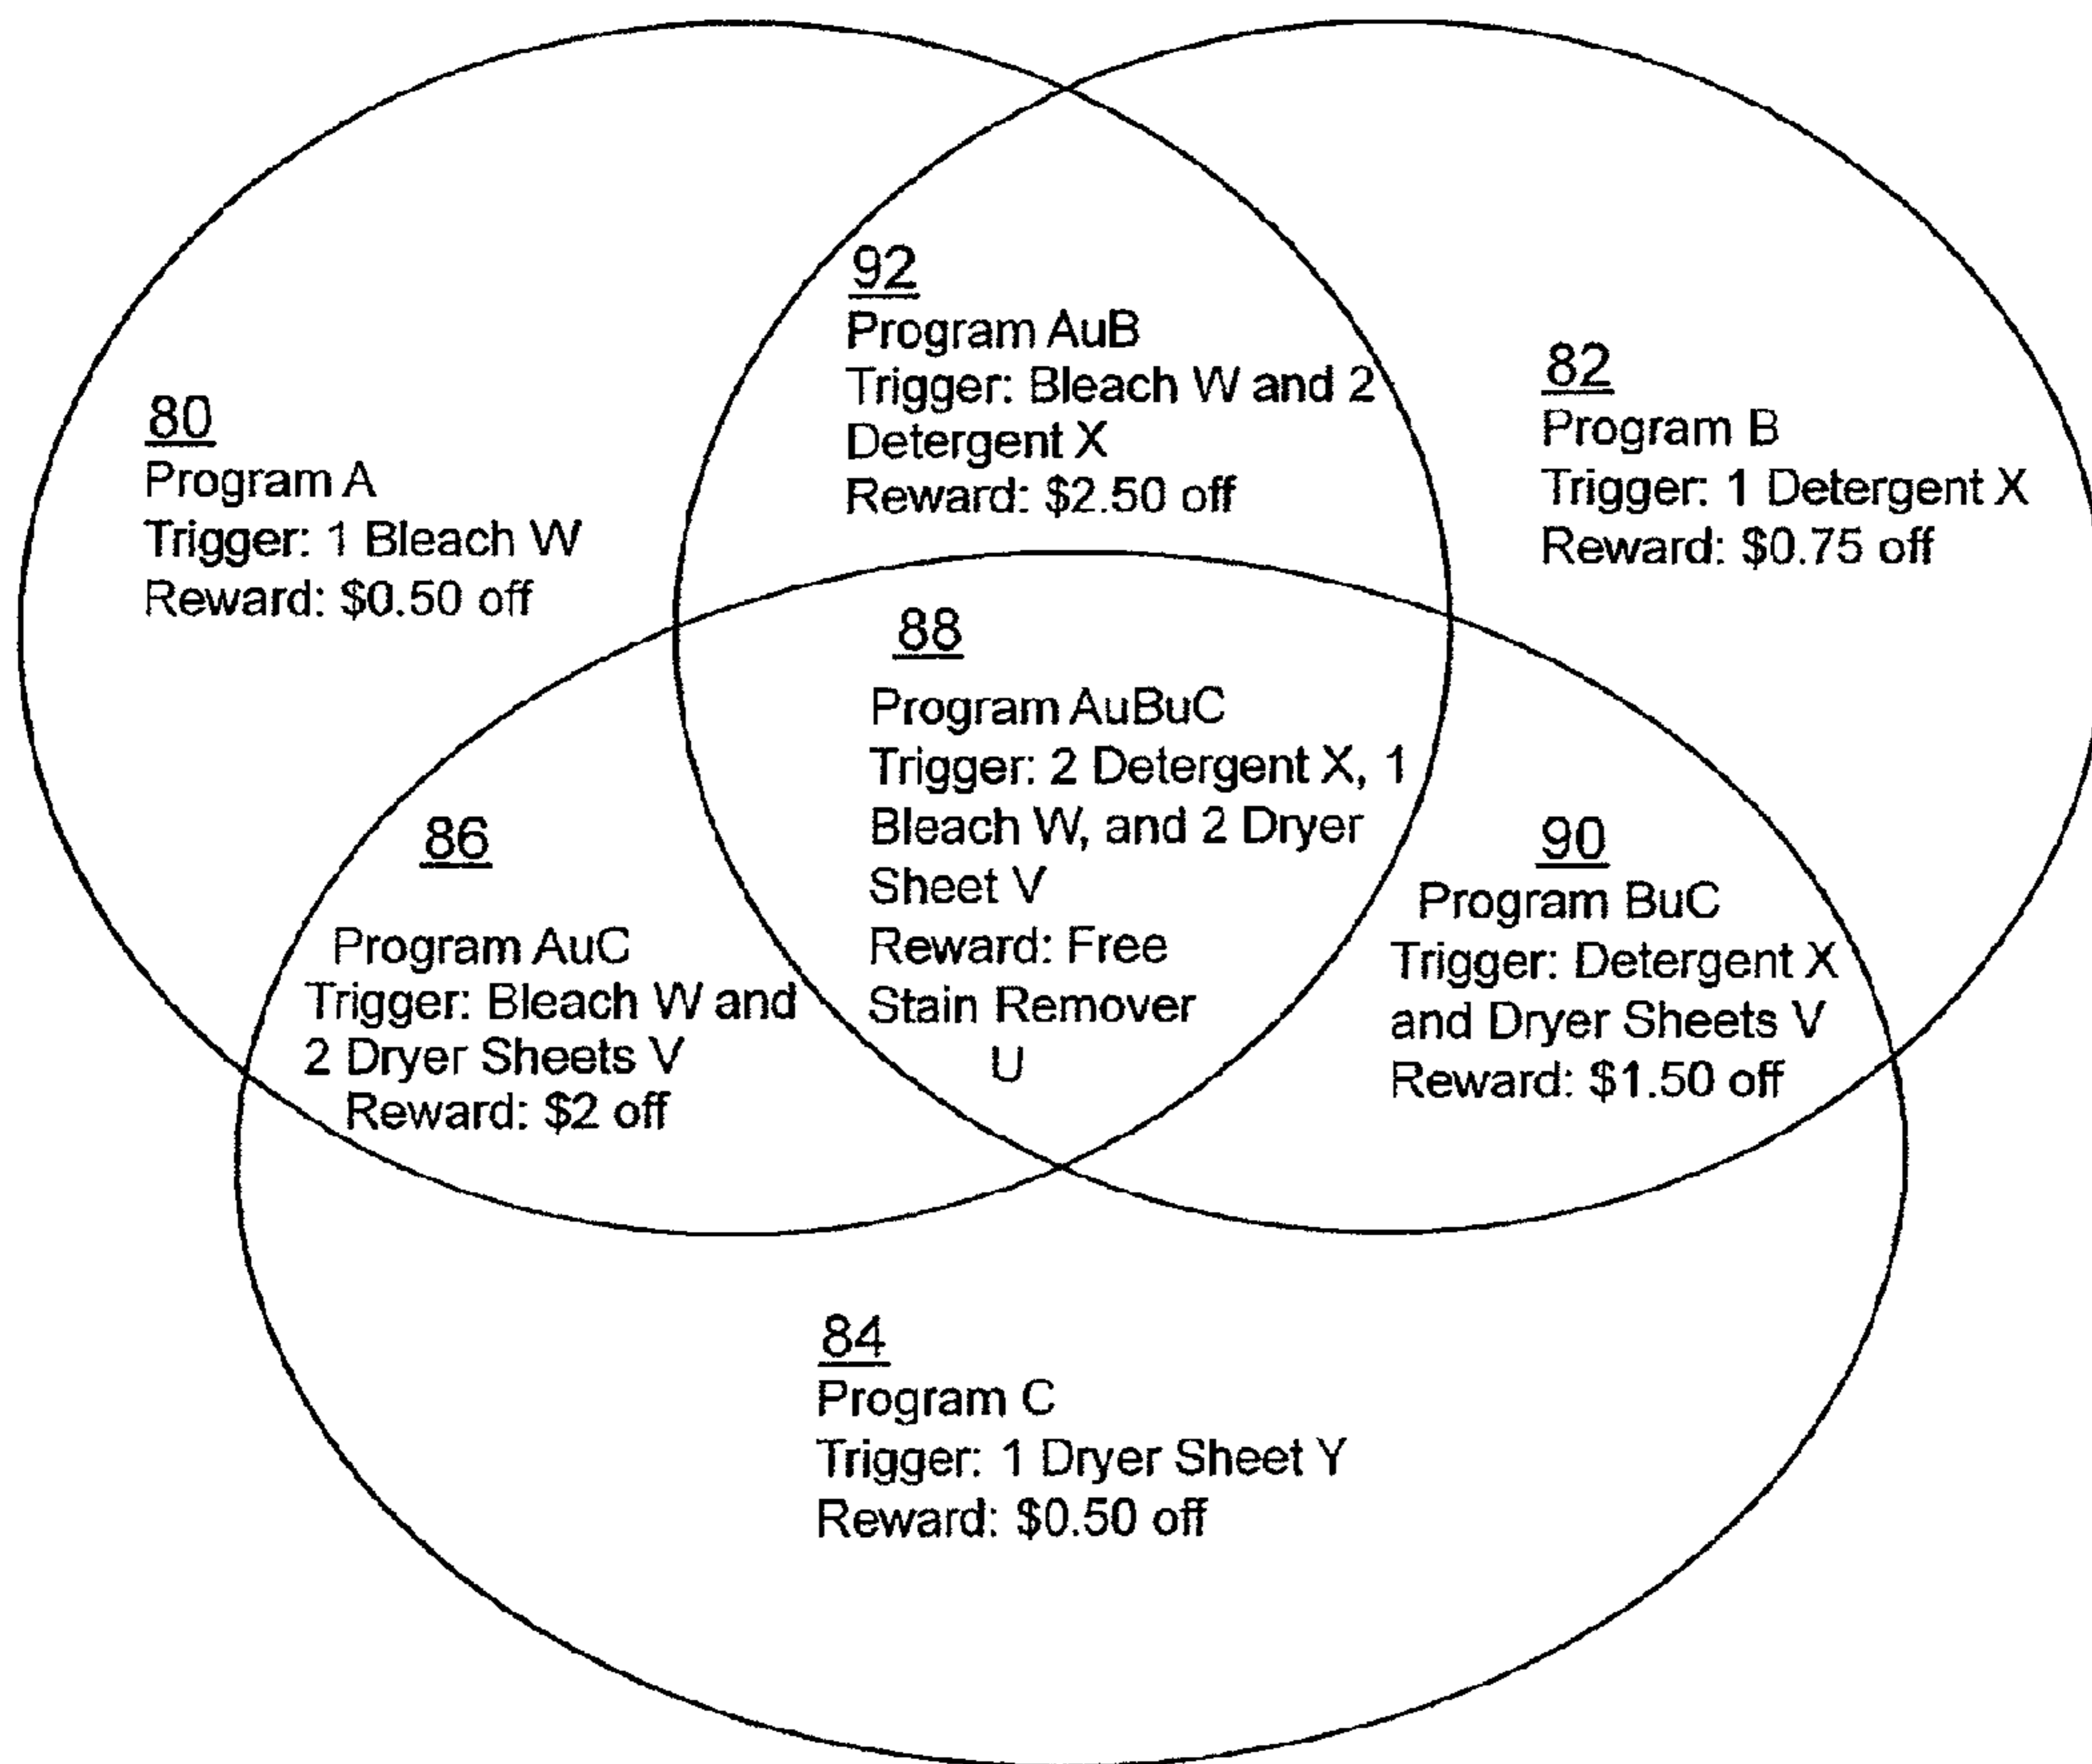 92
Program AuB
Trigger: Bleach W and 2
Detergent X
Reward: $2.50 off
82
Program B
Trigger: 1 Detergent X
Reward: $0.75 off
80
Program A
Trigger: 1 Bleach W
Reward: $0.50 off
88
Program AuBuC
Trigger: 2 Detergent X, 1
Bleach W, and 2 Dryer
Sheet V
Reward: Free
Stain Remover
U
86
Program AuC
Trigger: Bleach W and
2 Dryer Sheets V
Reward: $2 off
90
Program BuC
Trigger: Detergent X
and Dryer Sheets V
Reward: $1.50 off
84
Program C
Trigger: 1 Dryer Sheet Y
Reward: $0.50 off